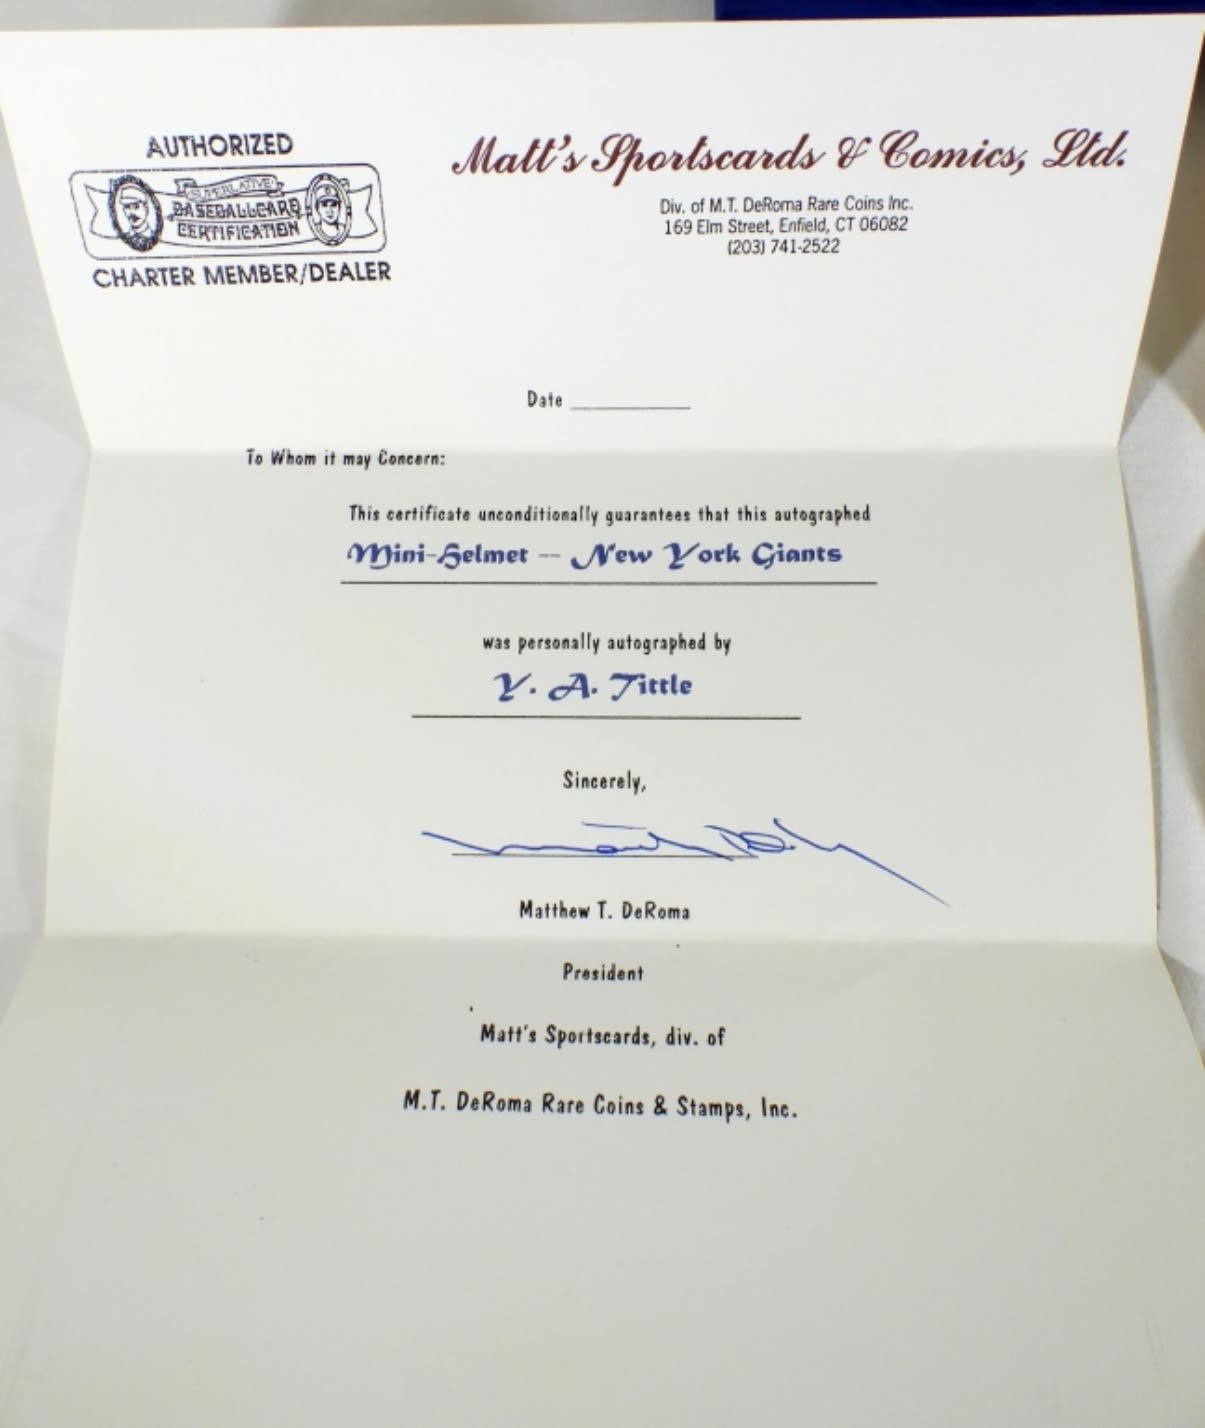 AUTHORIZED
SUPERLATIVE
BASEBALLCARD
CERTIFICATION
CHARTER MEMBER/DEALER
Matt's Sportscards & Comics, Ltd.
Div. of M.T. DeRoma Rare Coins Inc.
169 Elm Street, Enfield, CT 06082
(203) 741-2522
Date __________
To Whom it may Concern:
This certificate unconditionally guarantees that this autographed
Mini-Helmet -- New York Giants
was personally autographed by
Y. A. Tittle
Sincerely,
Matthew T. DeRoma
President
Matt's Sportscards, div. of
M.T. DeRoma Rare Coins & Stamps, Inc.